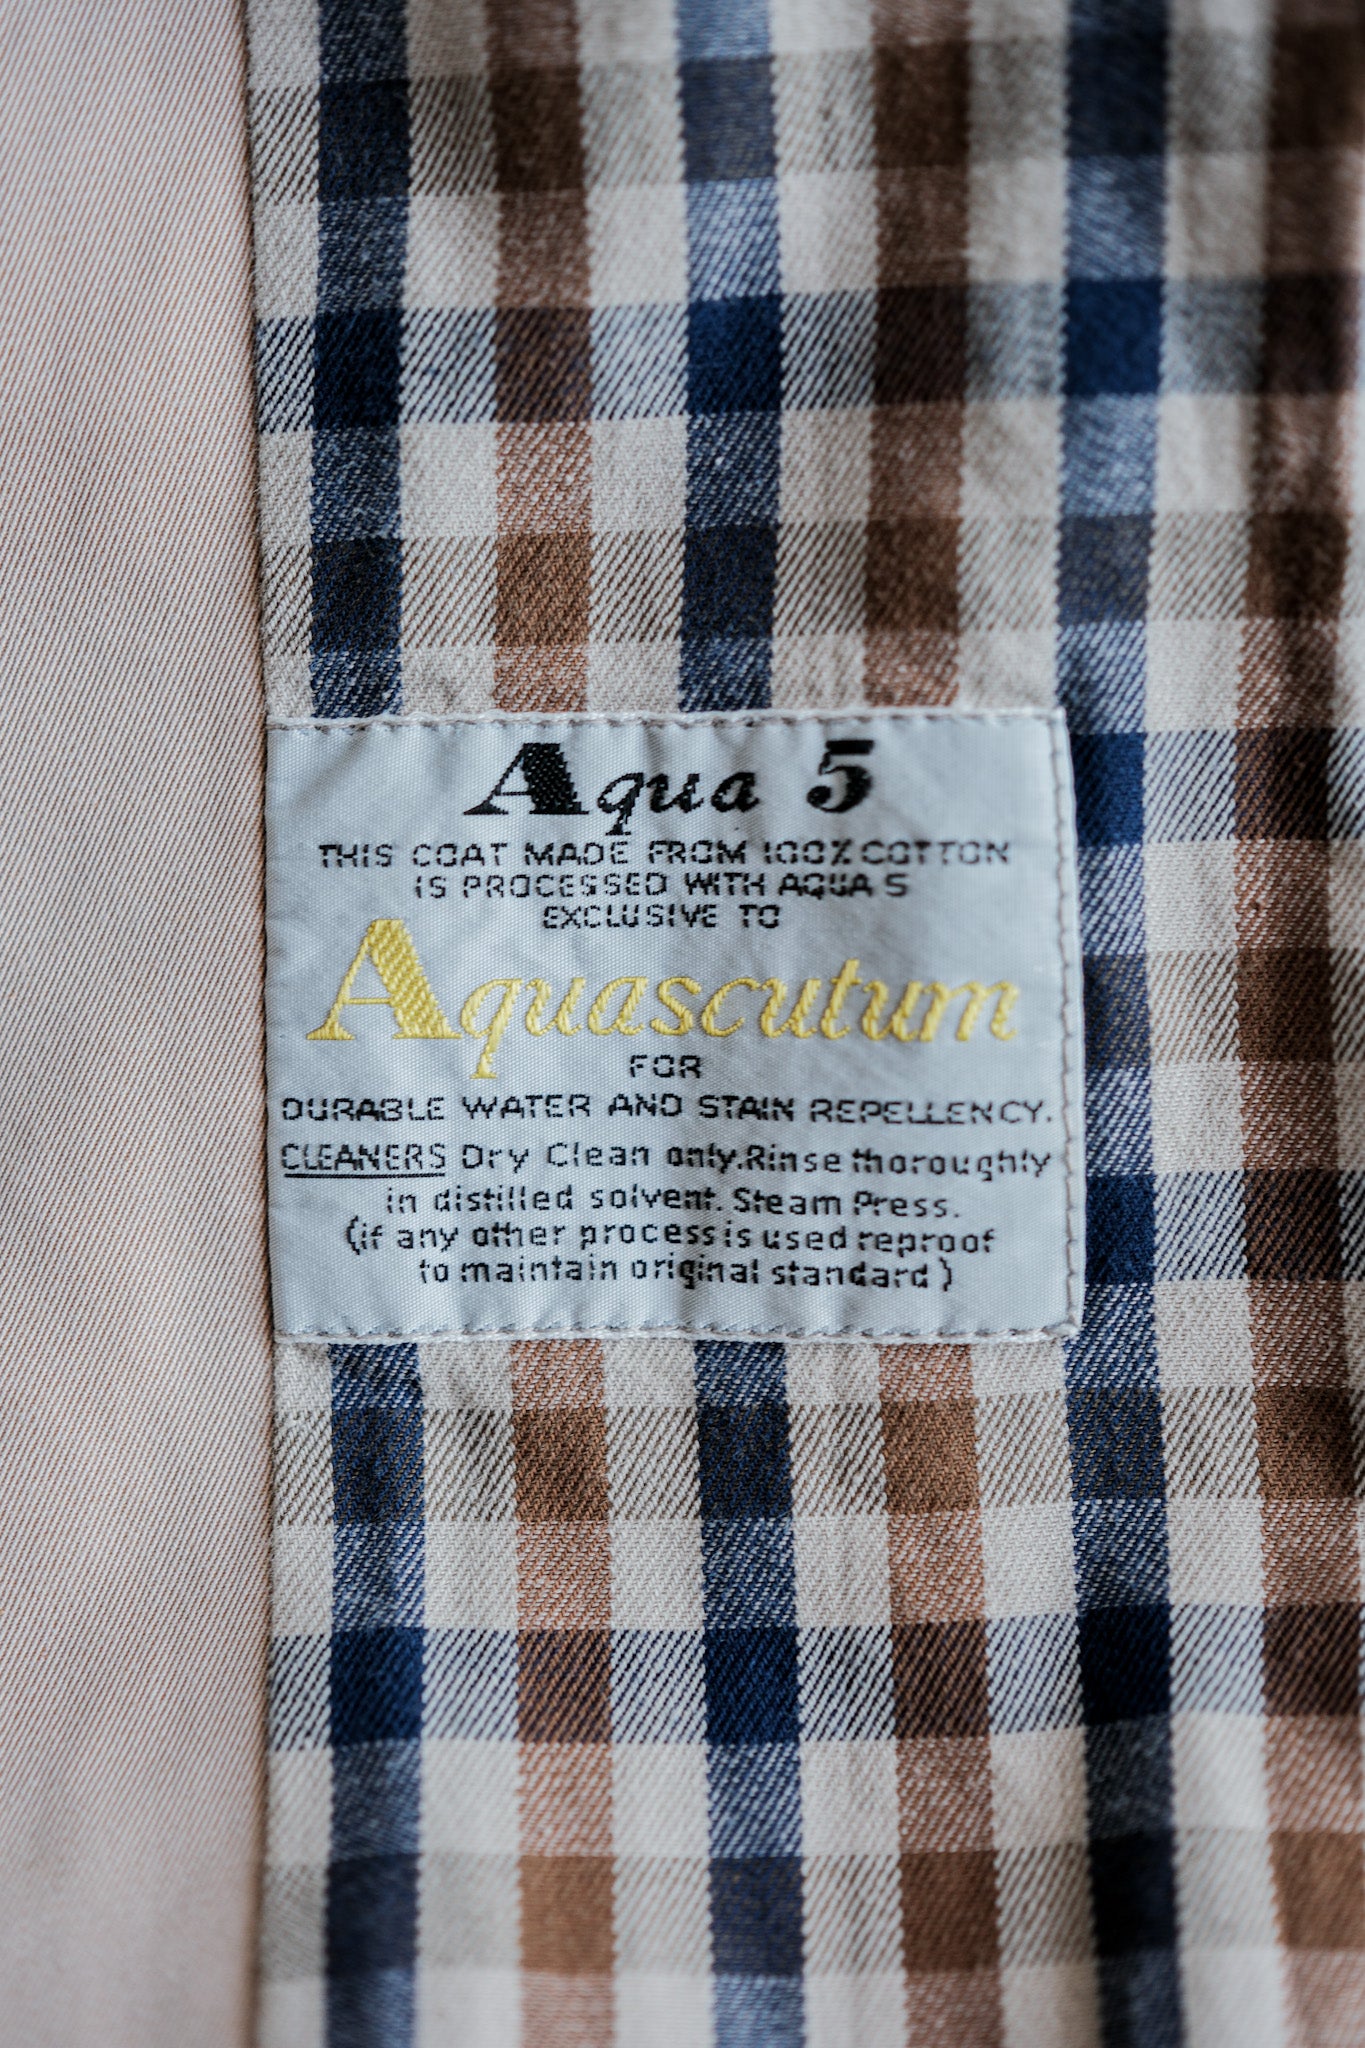 Aqua 5
THIS COAT MADE FROM 100% COTTON
IS PROCESSED WITH AQUA 5
EXCLUSIVE TO
Aquascutum
FOR
DURABLE WATER AND STAIN REPELLENCY.
CLEANERS Dry Clean only. Rinse thoroughly
in distilled solvent. Steam Press.
(if any other process is used reproof
to maintain original standard)